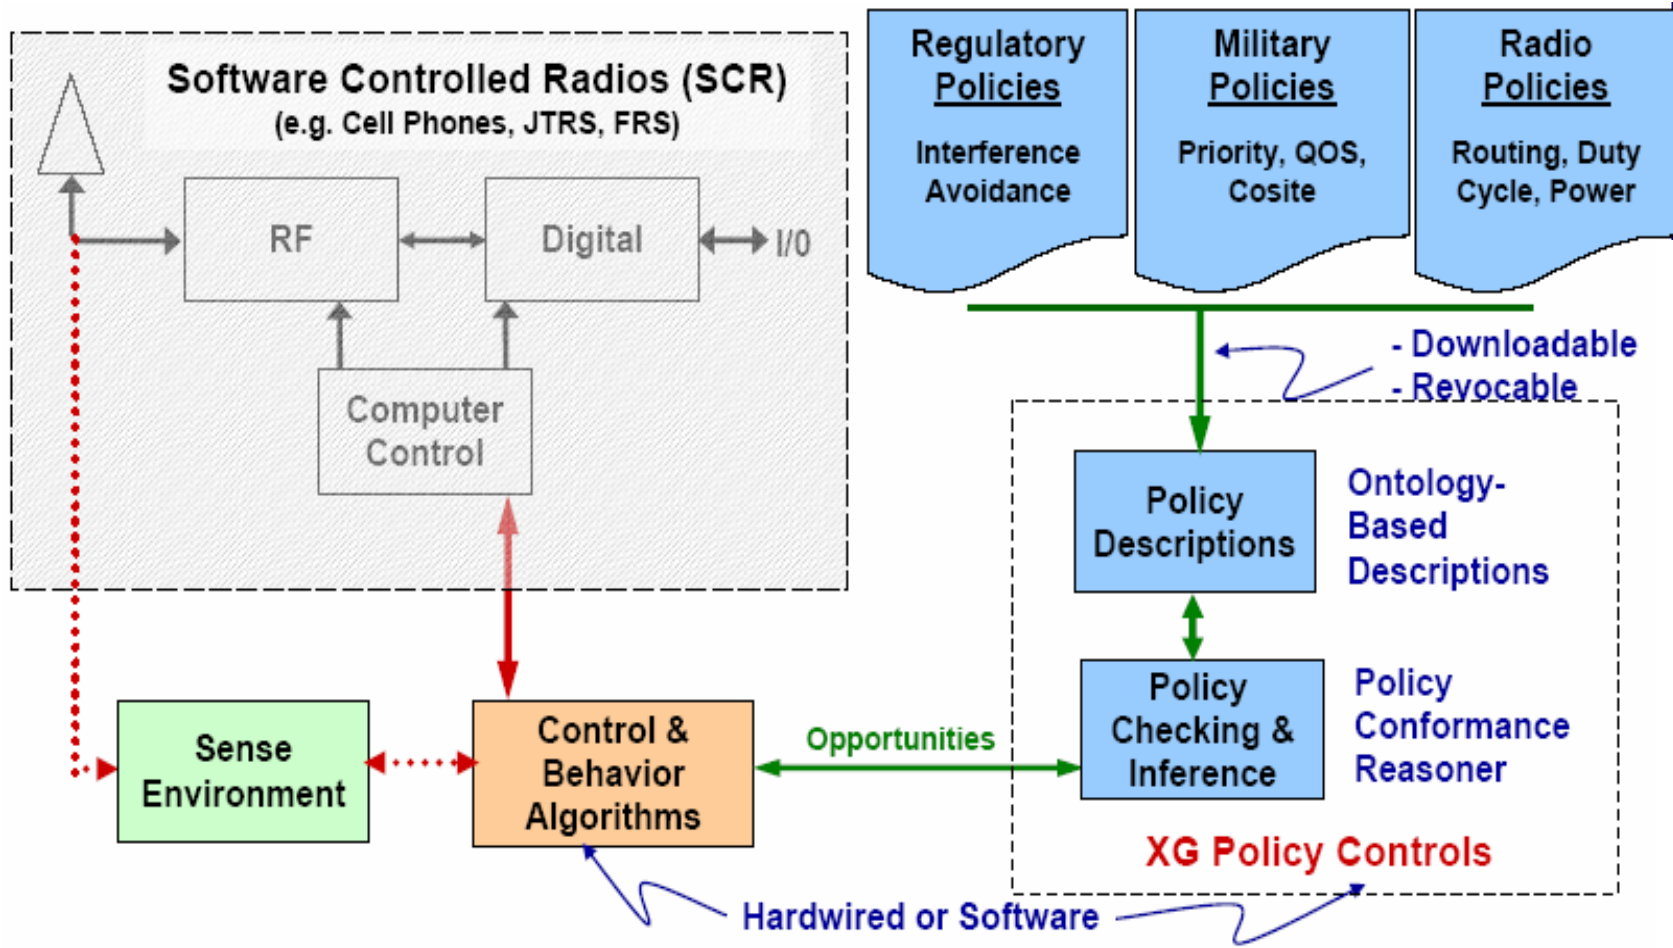 Software Controlled Radios (SCR)
(e.g. Cell Phones, JTRS, FRS)
RF
Digital
I/0
Computer
Control
Regulatory
Policies
Interference
Avoidance
Military
Policies
Priority, QOS,
Cosite
Radio
Policies
Routing, Duty
Cycle, Power
- Downloadable
- Revocable
Policy
Descriptions
Ontology-
Based
Descriptions
Policy
Checking &
Inference
Policy
Conformance
Reasoner
XG Policy Controls
Sense
Environment
Control &
Behavior
Algorithms
Opportunities
Hardwired or Software